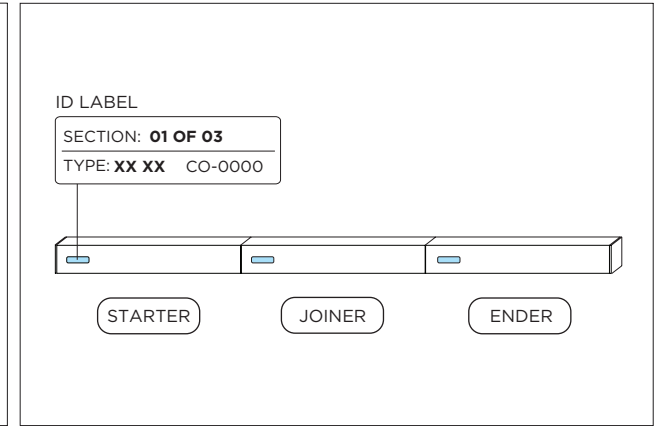 ID LABEL
SECTION: 01 OF 03
TYPE: XX XX CO-0000
STARTER JOINER ENDER